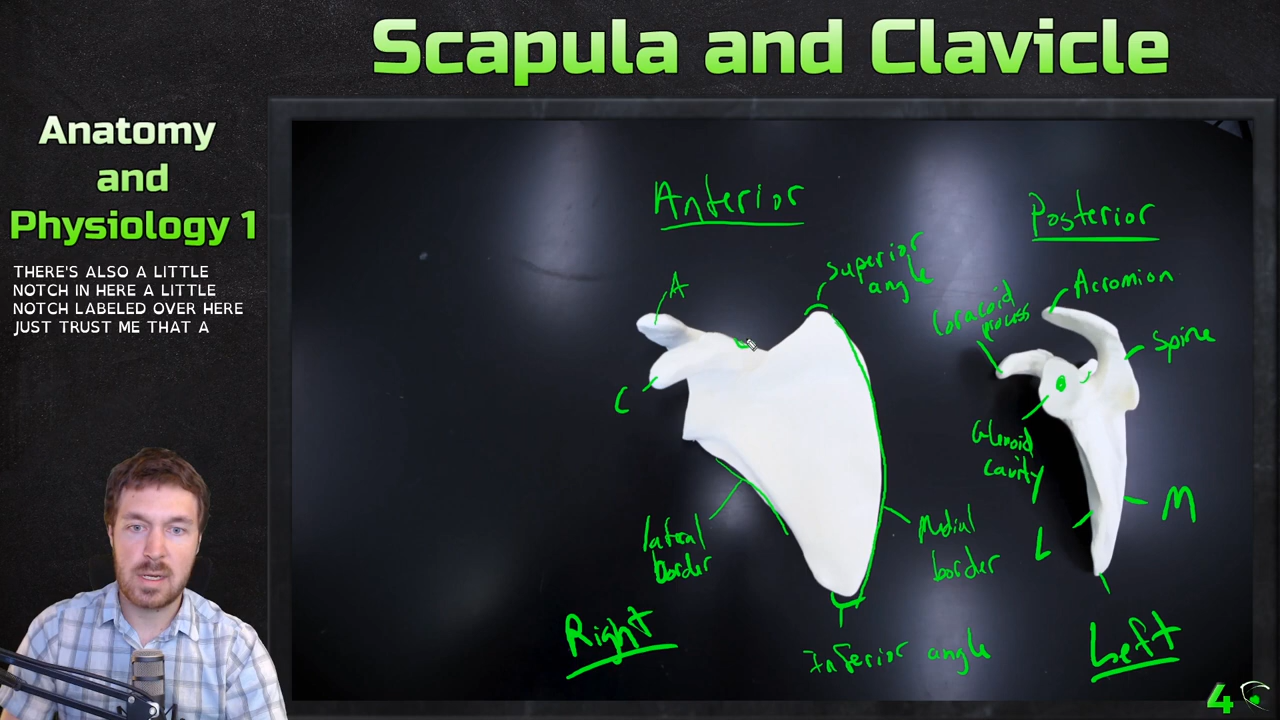 Scapula and Clavicle
Anatomy
and
Physiology 1
THERE'S ALSO A LITTLE
NOTCH IN HERE A LITTLE
NOTCH LABELED OVER HERE
JUST TRUST ME THAT A
Anterior
Posterior
Superior
angle
A
Coracoid
process
Acromion
Spine
C
Glenoid
cavity
lateral
border
Medial
border
M
L
Right
Inferior angle
Left
4